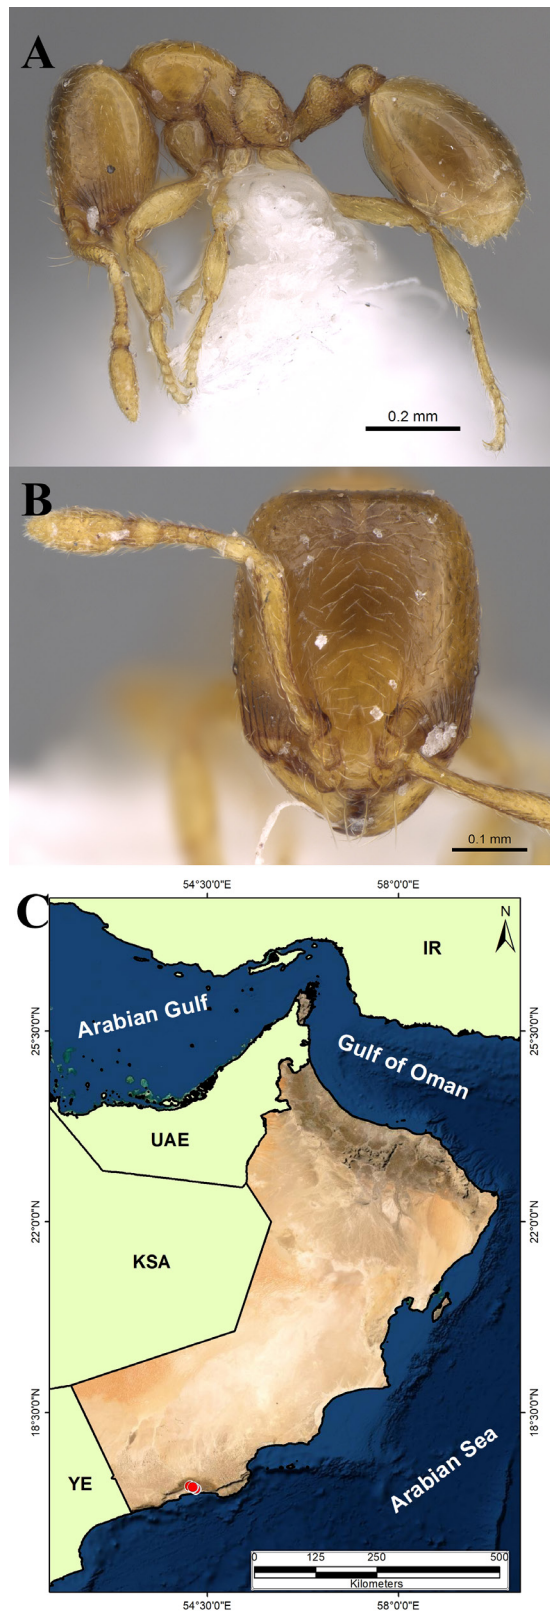 A
0.2 mm
B
0.1 mm
C
54°30'0"E 58°0'0"E
N
IR
Arabian Gulf
25°30'0"N 25°30'0"N
Gulf of Oman
UAE
22°0'0"N 22°0'0"N
KSA
18°30'0"N 18°30'0"N
YE
Arabian Sea
0 125 250 500
Kilometers
54°30'0"E 58°0'0"E